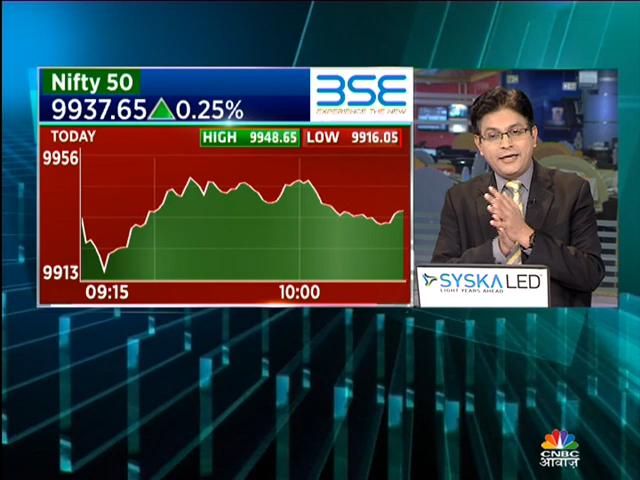 Nifty 50
9937.65 ▲ 0.25%
BSE
EXPERIENCE THE NEW
TODAY
HIGH 9948.65
LOW 9916.05
9956
9913
09:15
10:00
SYSKA LED
LIGHT YEARS AHEAD
CNBC
आवाज़